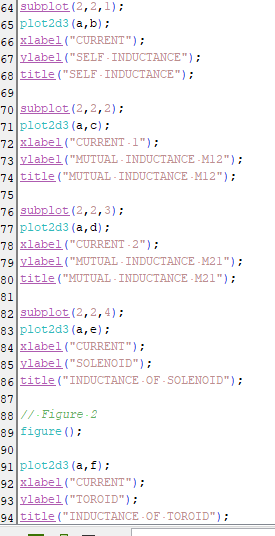 64 subplot(2,2,1);
65 plot2d3(a,b);
66 xlabel("CURRENT");
67 ylabel("SELF-INDUCTANCE");
68 title("SELF-INDUCTANCE");
69
70 subplot(2,2,2);
71 plot2d3(a,c);
72 xlabel("CURRENT-1");
73 ylabel("MUTUAL-INDUCTANCE-M12");
74 title("MUTUAL-INDUCTANCE-M12");
75
76 subplot(2,2,3);
77 plot2d3(a,d);
78 xlabel("CURRENT-2");
79 ylabel("MUTUAL-INDUCTANCE-M21");
80 title("MUTUAL-INDUCTANCE-M21");
81
82 subplot(2,2,4);
83 plot2d3(a,e);
84 xlabel("CURRENT");
85 ylabel("SOLENOID");
86 title("INDUCTANCE-OF-SOLENOID");
87
88 //-Figure-2
89 figure();
90
91 plot2d3(a,f);
92 xlabel("CURRENT");
93 ylabel("TOROID");
94 title("INDUCTANCE-OF-TOROID");